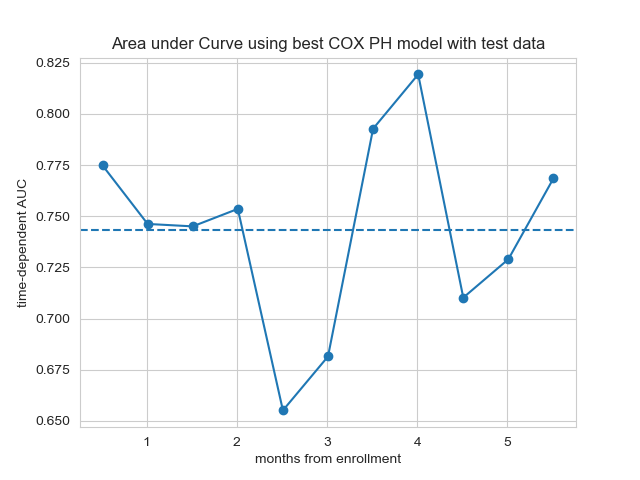 Area under Curve using best COX PH model with test data
0.825
0.800
0.775
0.750
0.725
0.700
0.675
0.650
time-dependent AUC
1 2 3 4 5
months from enrollment